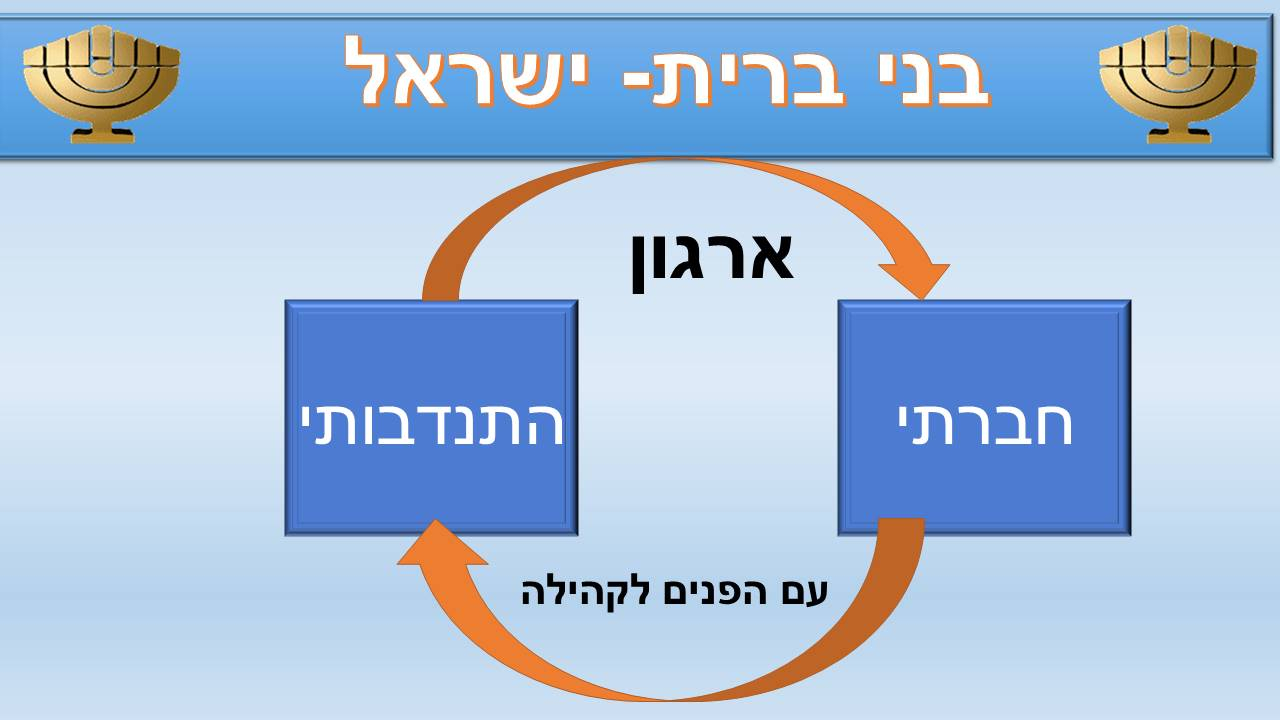 בני ברית- ישראל
ארגון
חברתי
התנדבותי
עם הפנים לקהילה